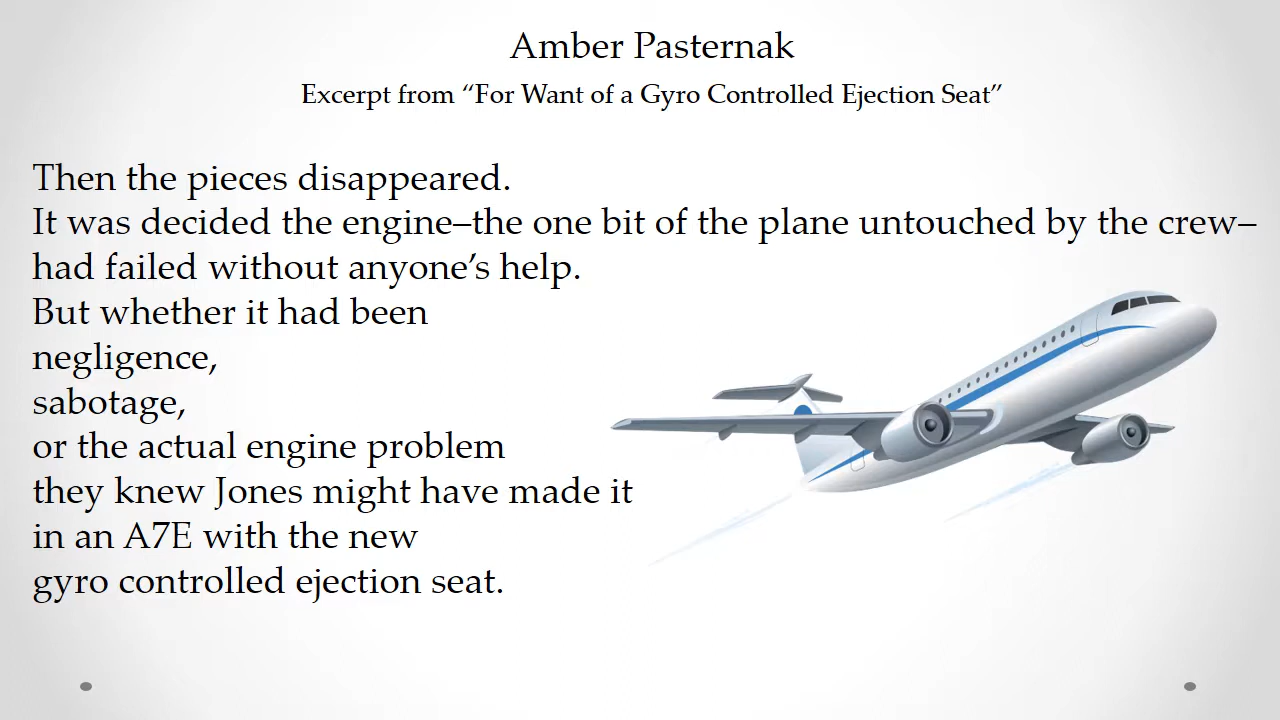 Amber Pasternak
Excerpt from “For Want of a Gyro Controlled Ejection Seat”
Then the pieces disappeared.
It was decided the engine–the one bit of the plane untouched by the crew–
had failed without anyone’s help.
But whether it had been
negligence,
sabotage,
or the actual engine problem
they knew Jones might have made it
in an A7E with the new
gyro controlled ejection seat.